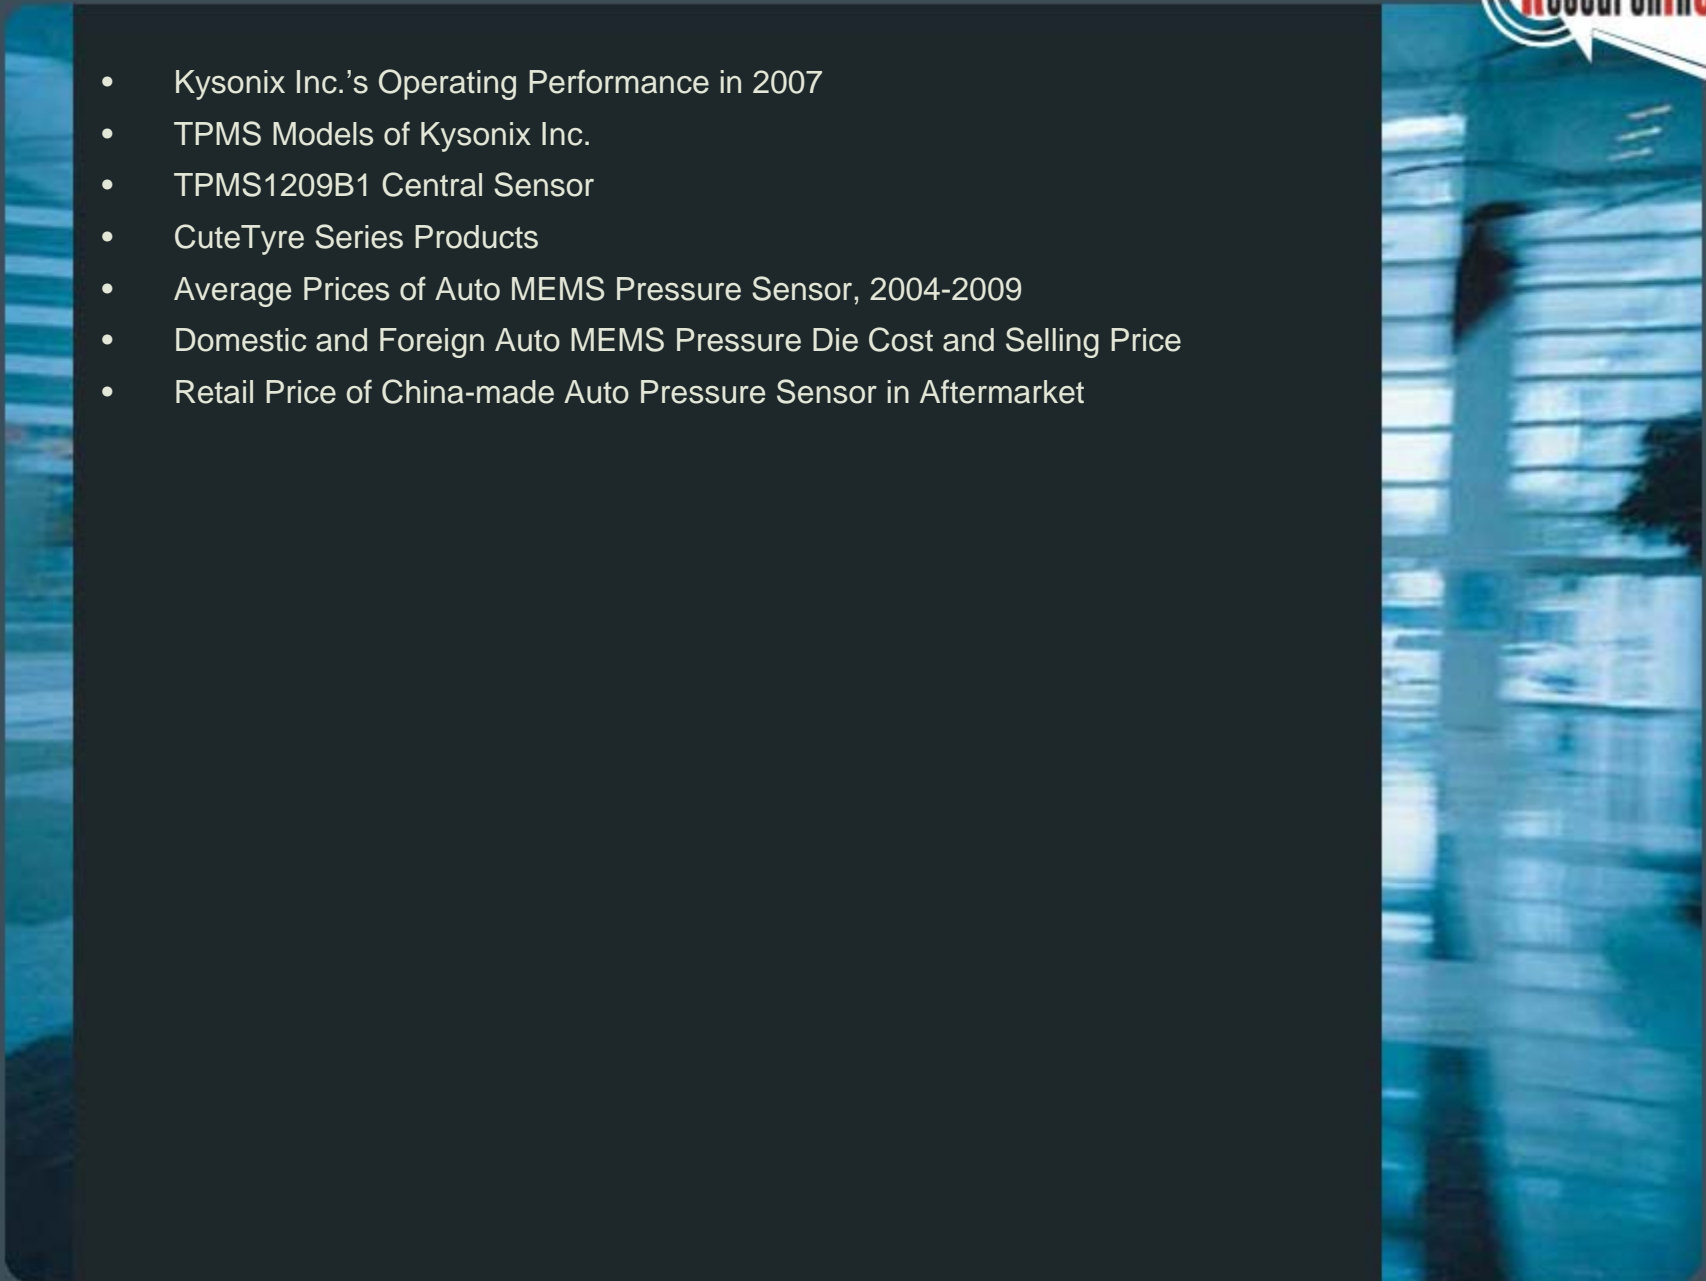 • Kysonix Inc.’s Operating Performance in 2007
• TPMS Models of Kysonix Inc.
• TPMS1209B1 Central Sensor
• CuteTyre Series Products
• Average Prices of Auto MEMS Pressure Sensor, 2004-2009
• Domestic and Foreign Auto MEMS Pressure Die Cost and Selling Price
• Retail Price of China-made Auto Pressure Sensor in Aftermarket